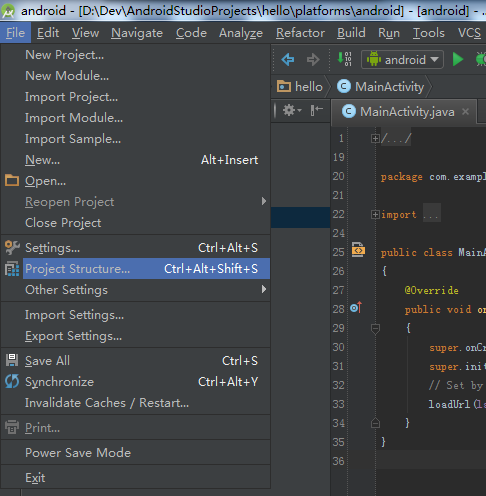 android - [D:\Dev\AndroidStudioProjects\hello\platforms\android] - [android] - ...
File Edit View Navigate Code Analyze Refactor Build Run Tools VCS
New Project...
New Module...
Import Project...
Import Module...
Import Sample...
New... Alt+Insert
Open...
Reopen Project
Close Project
Settings... Ctrl+Alt+S
Project Structure... Ctrl+Alt+Shift+S
Other Settings
Import Settings...
Export Settings...
Save All Ctrl+S
Synchronize Ctrl+Alt+Y
Invalidate Caches / Restart...
Print...
Power Save Mode
Exit
android
hello MainActivity
MainActivity.java
1 /.../
19
20 package com.exampl
21
22 import ...
24
25 public class MainA
26 {
27 @Override
28 public void on
29 {
30 super.onCr
31 super.init
32 // Set by
33 loadUrl(la
34 }
35 }
36